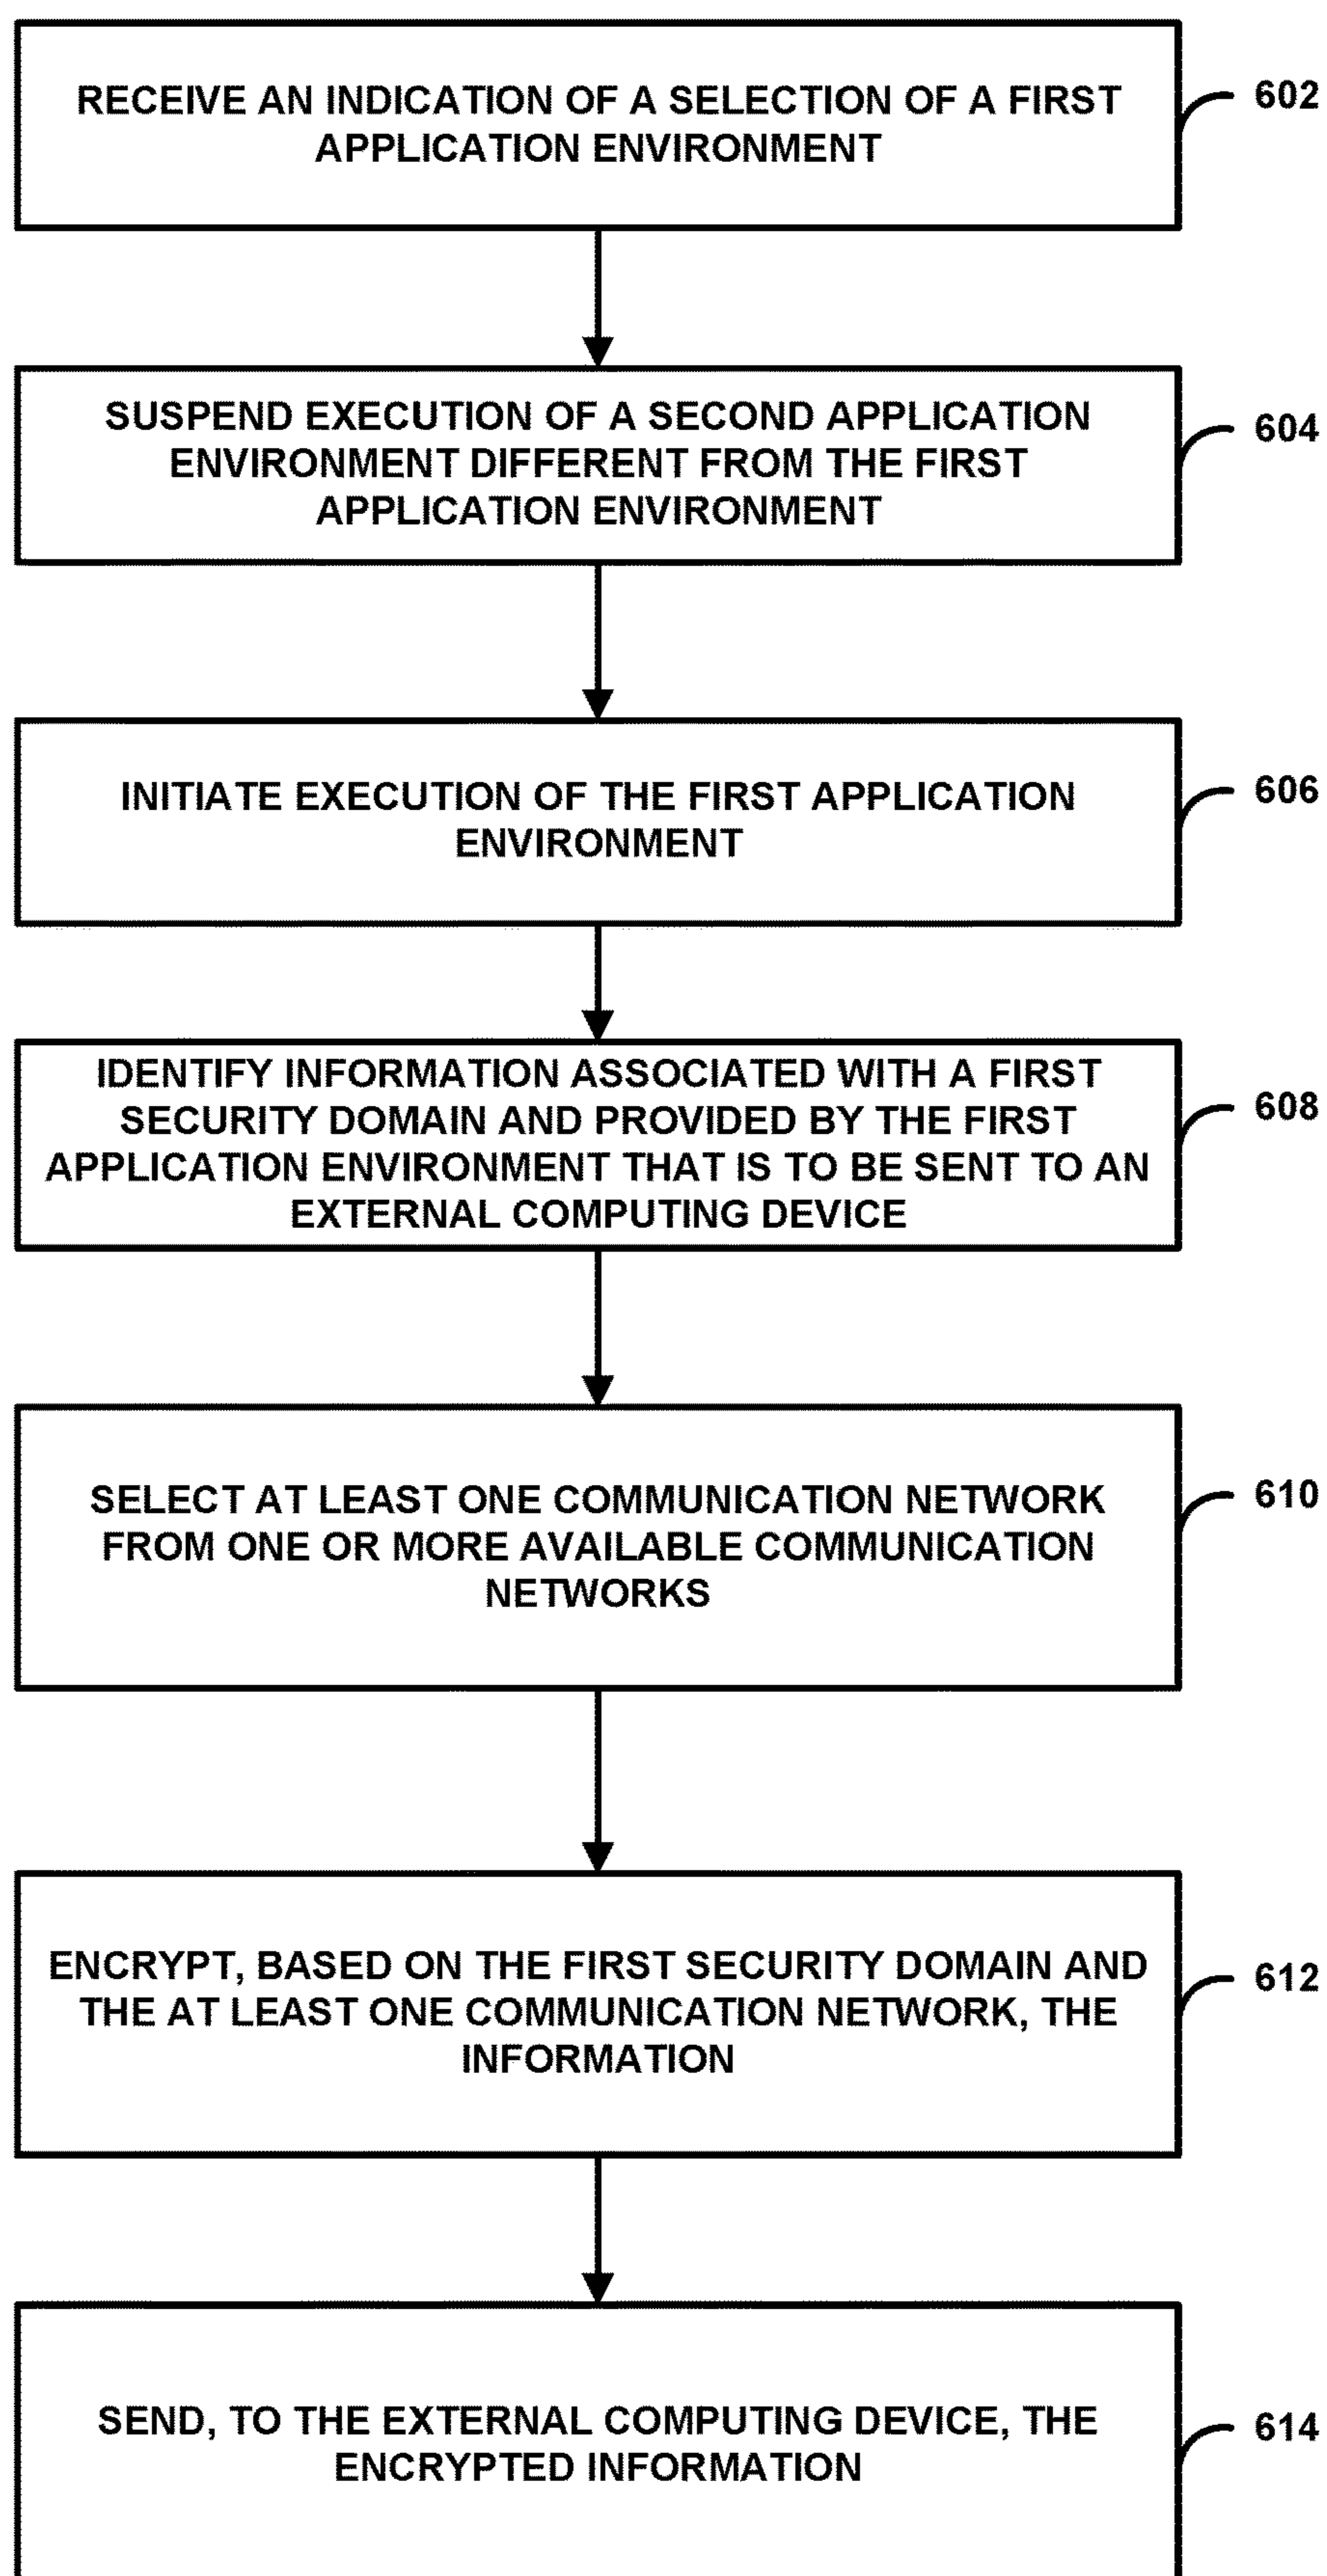 RECEIVE AN INDICATION OF A SELECTION OF A FIRST
APPLICATION ENVIRONMENT
602
SUSPEND EXECUTION OF A SECOND APPLICATION
ENVIRONMENT DIFFERENT FROM THE FIRST
APPLICATION ENVIRONMENT
604
INITIATE EXECUTION OF THE FIRST APPLICATION
ENVIRONMENT
606
IDENTIFY INFORMATION ASSOCIATED WITH A FIRST
SECURITY DOMAIN AND PROVIDED BY THE FIRST
APPLICATION ENVIRONMENT THAT IS TO BE SENT TO AN
EXTERNAL COMPUTING DEVICE
608
SELECT AT LEAST ONE COMMUNICATION NETWORK
FROM ONE OR MORE AVAILABLE COMMUNICATION
NETWORKS
610
ENCRYPT, BASED ON THE FIRST SECURITY DOMAIN AND
THE AT LEAST ONE COMMUNICATION NETWORK, THE
INFORMATION
612
SEND, TO THE EXTERNAL COMPUTING DEVICE, THE
ENCRYPTED INFORMATION
614